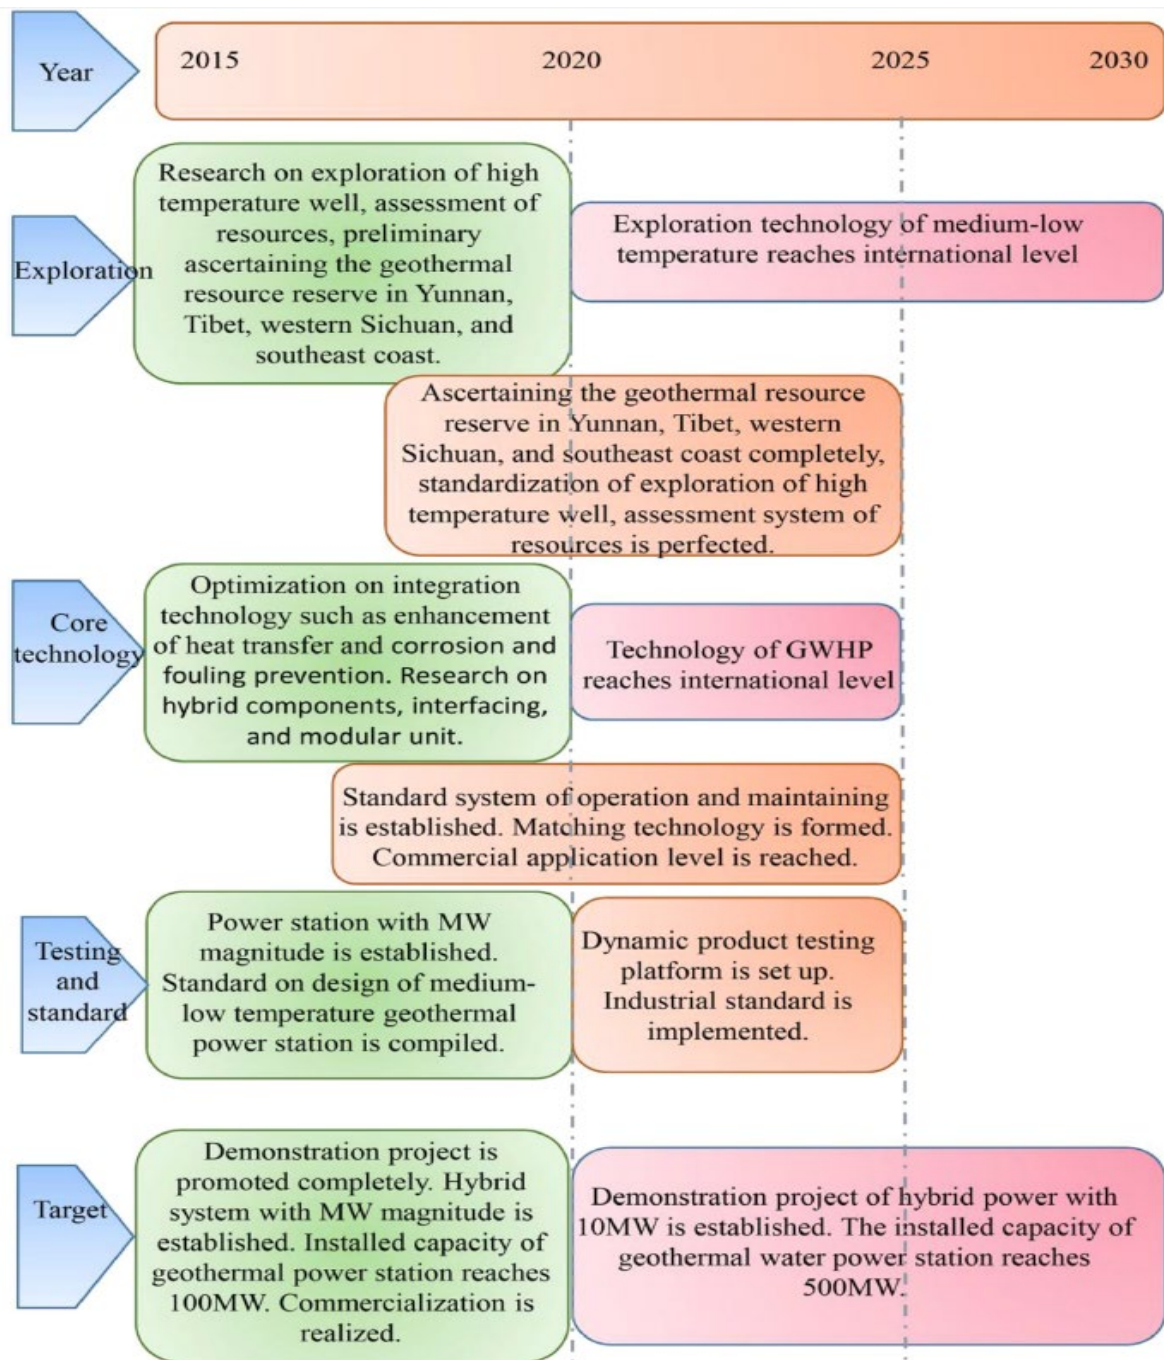 Year
2015 2020 2025 2030
Exploration
Research on exploration of high
temperature well, assessment of
resources, preliminary
ascertaining the geothermal
resource reserve in Yunnan,
Tibet, western Sichuan, and
southeast coast.
Exploration technology of medium-low
temperature reaches international level
Ascertaining the geothermal resource
reserve in Yunnan, Tibet, western
Sichuan, and southeast coast completely,
standardization of exploration of high
temperature well, assessment system of
resources is perfected.
Core
technology
Optimization on integration
technology such as enhancement
of heat transfer and corrosion and
fouling prevention. Research on
hybrid components, interfacing,
and modular unit.
Technology of GWHP
reaches international level
Standard system of operation and maintaining
is established. Matching technology is formed.
Commercial application level is reached.
Testing
and
standard
Power station with MW
magnitude is established.
Standard on design of medium-
low temperature geothermal
power station is compiled.
Dynamic product testing
platform is set up.
Industrial standard is
implemented.
Target
Demonstration project is
promoted completely. Hybrid
system with MW magnitude is
established. Installed capacity of
geothermal power station reaches
100MW. Commercialization is
realized.
Demonstration project of hybrid power with
10MW is established. The installed capacity of
geothermal water power station reaches
500MW.